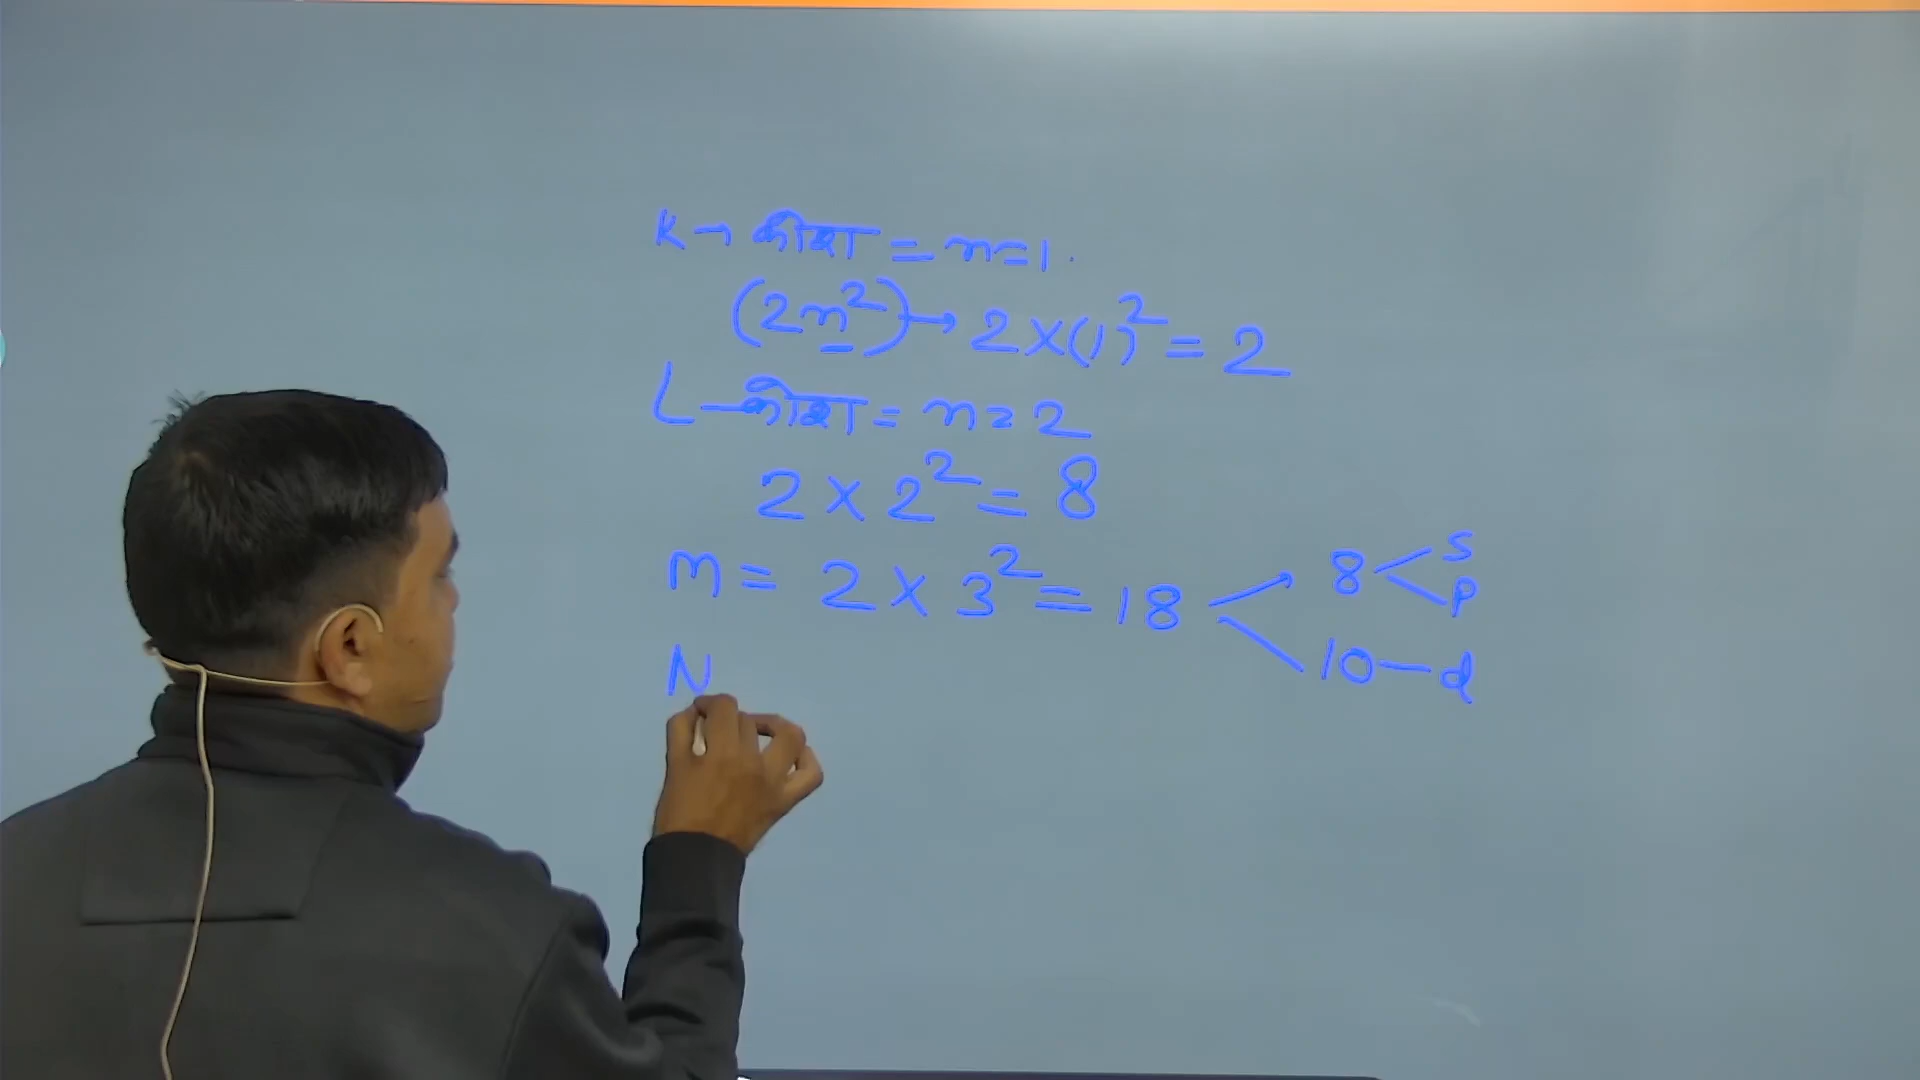 K → कोश = n=1.
(2n²) → 2×(1)² = 2
L – कोश = n=2
2 × 2² = 8
m = 2 × 3² = 18
8 < s p
10 — d
N